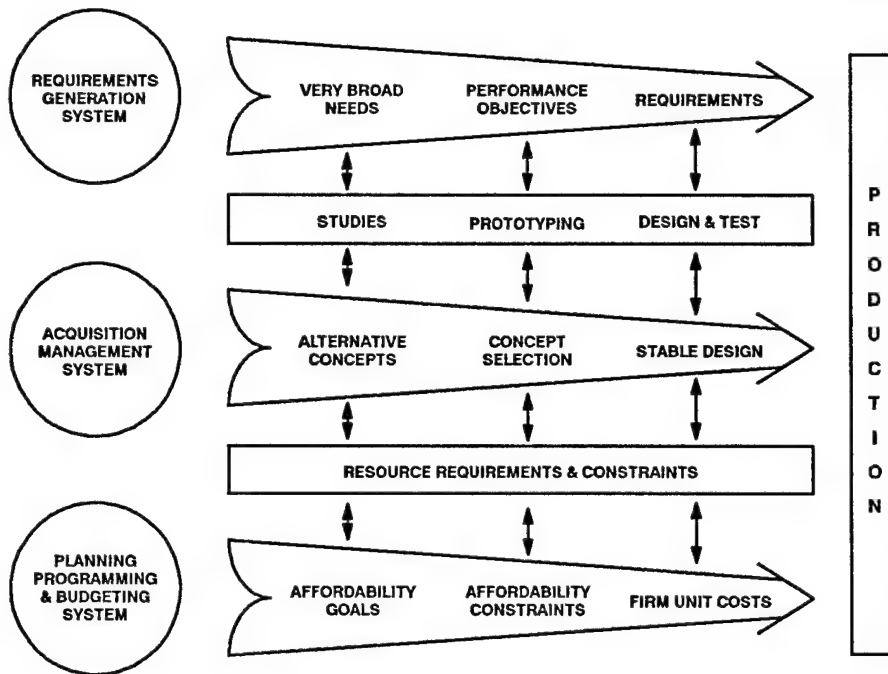 REQUIREMENTS
GENERATION
SYSTEM
VERY BROAD
NEEDS
PERFORMANCE
OBJECTIVES
REQUIREMENTS
STUDIES
PROTOTYPING
DESIGN & TEST
ACQUISITION
MANAGEMENT
SYSTEM
ALTERNATIVE
CONCEPTS
CONCEPT
SELECTION
STABLE DESIGN
RESOURCE REQUIREMENTS & CONSTRAINTS
PLANNING
PROGRAMMING
& BUDGETING
SYSTEM
AFFORDABILITY
GOALS
AFFORDABILITY
CONSTRAINTS
FIRM UNIT COSTS
PRODUCTION